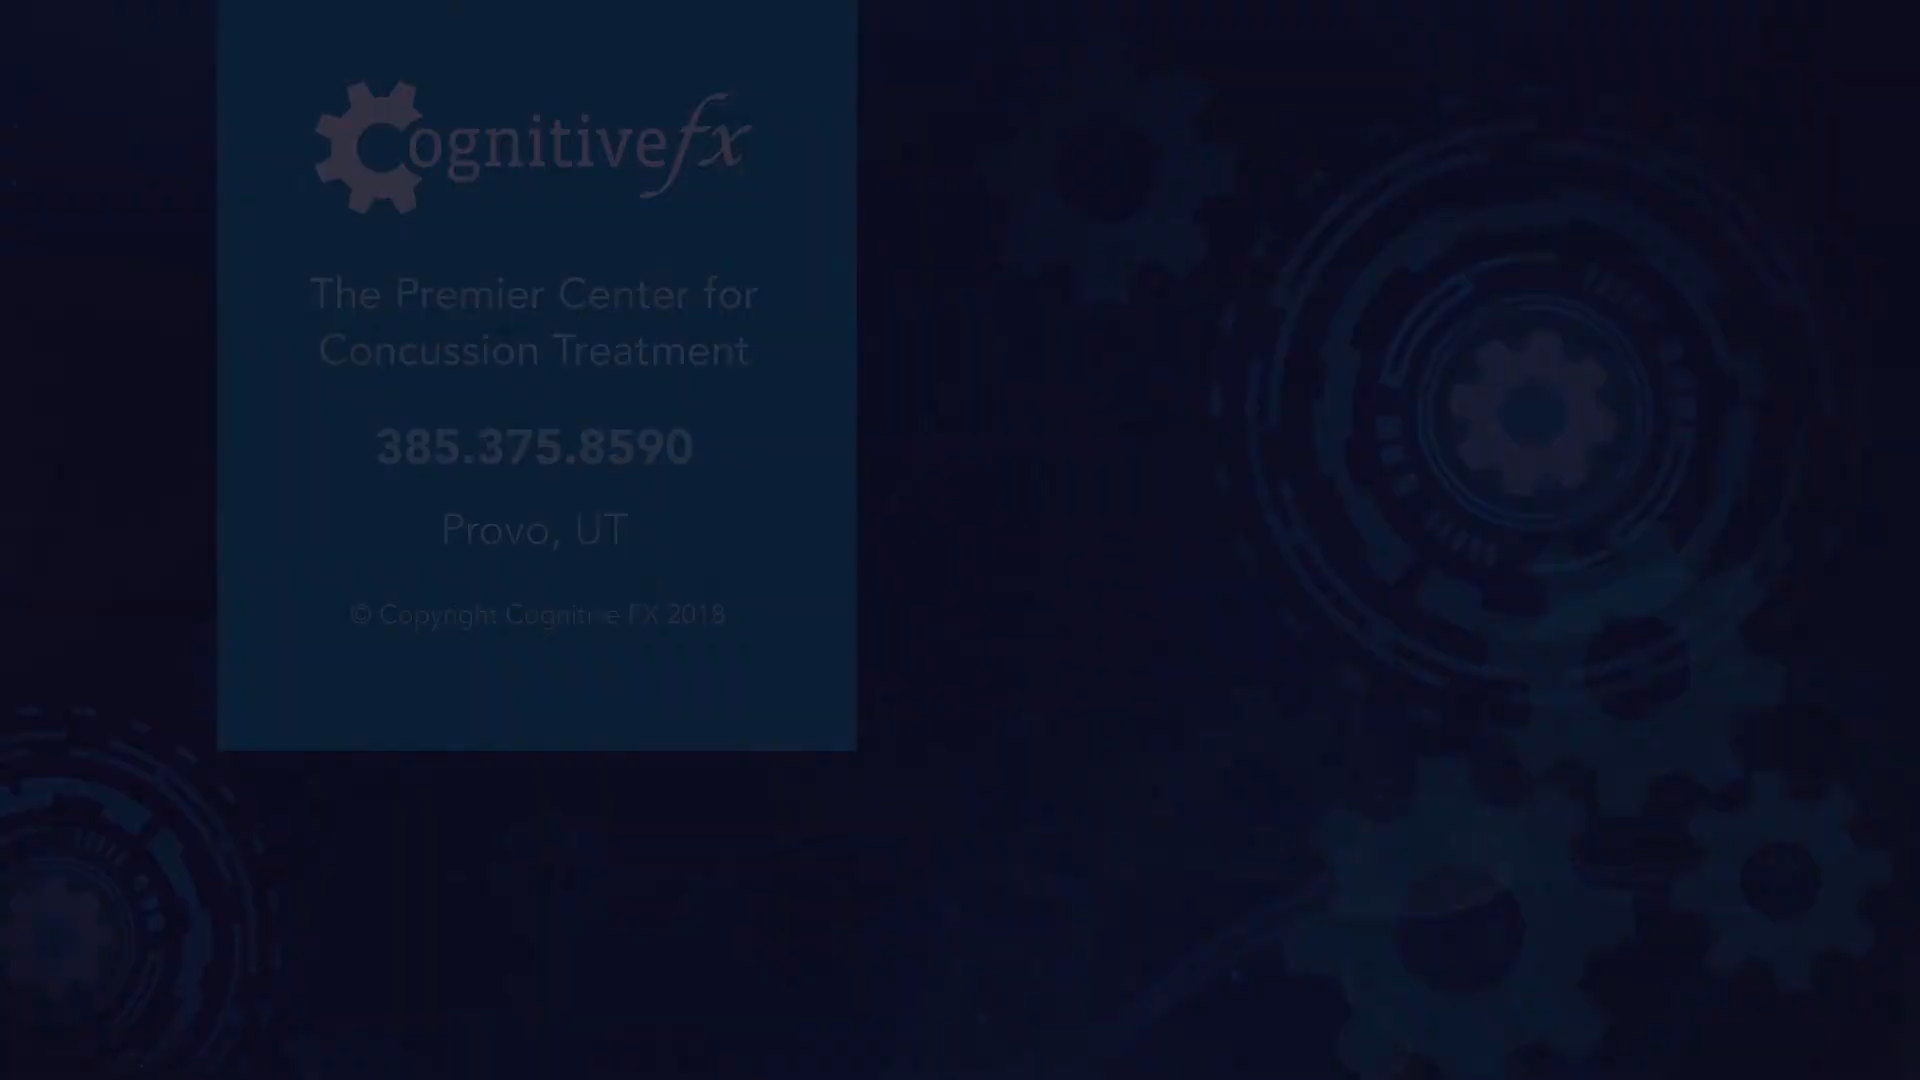 Cognitivefx
The Premier Center for
Concussion Treatment
385.375.8590
Provo, UT
© Copyright Cognitive FX 2018